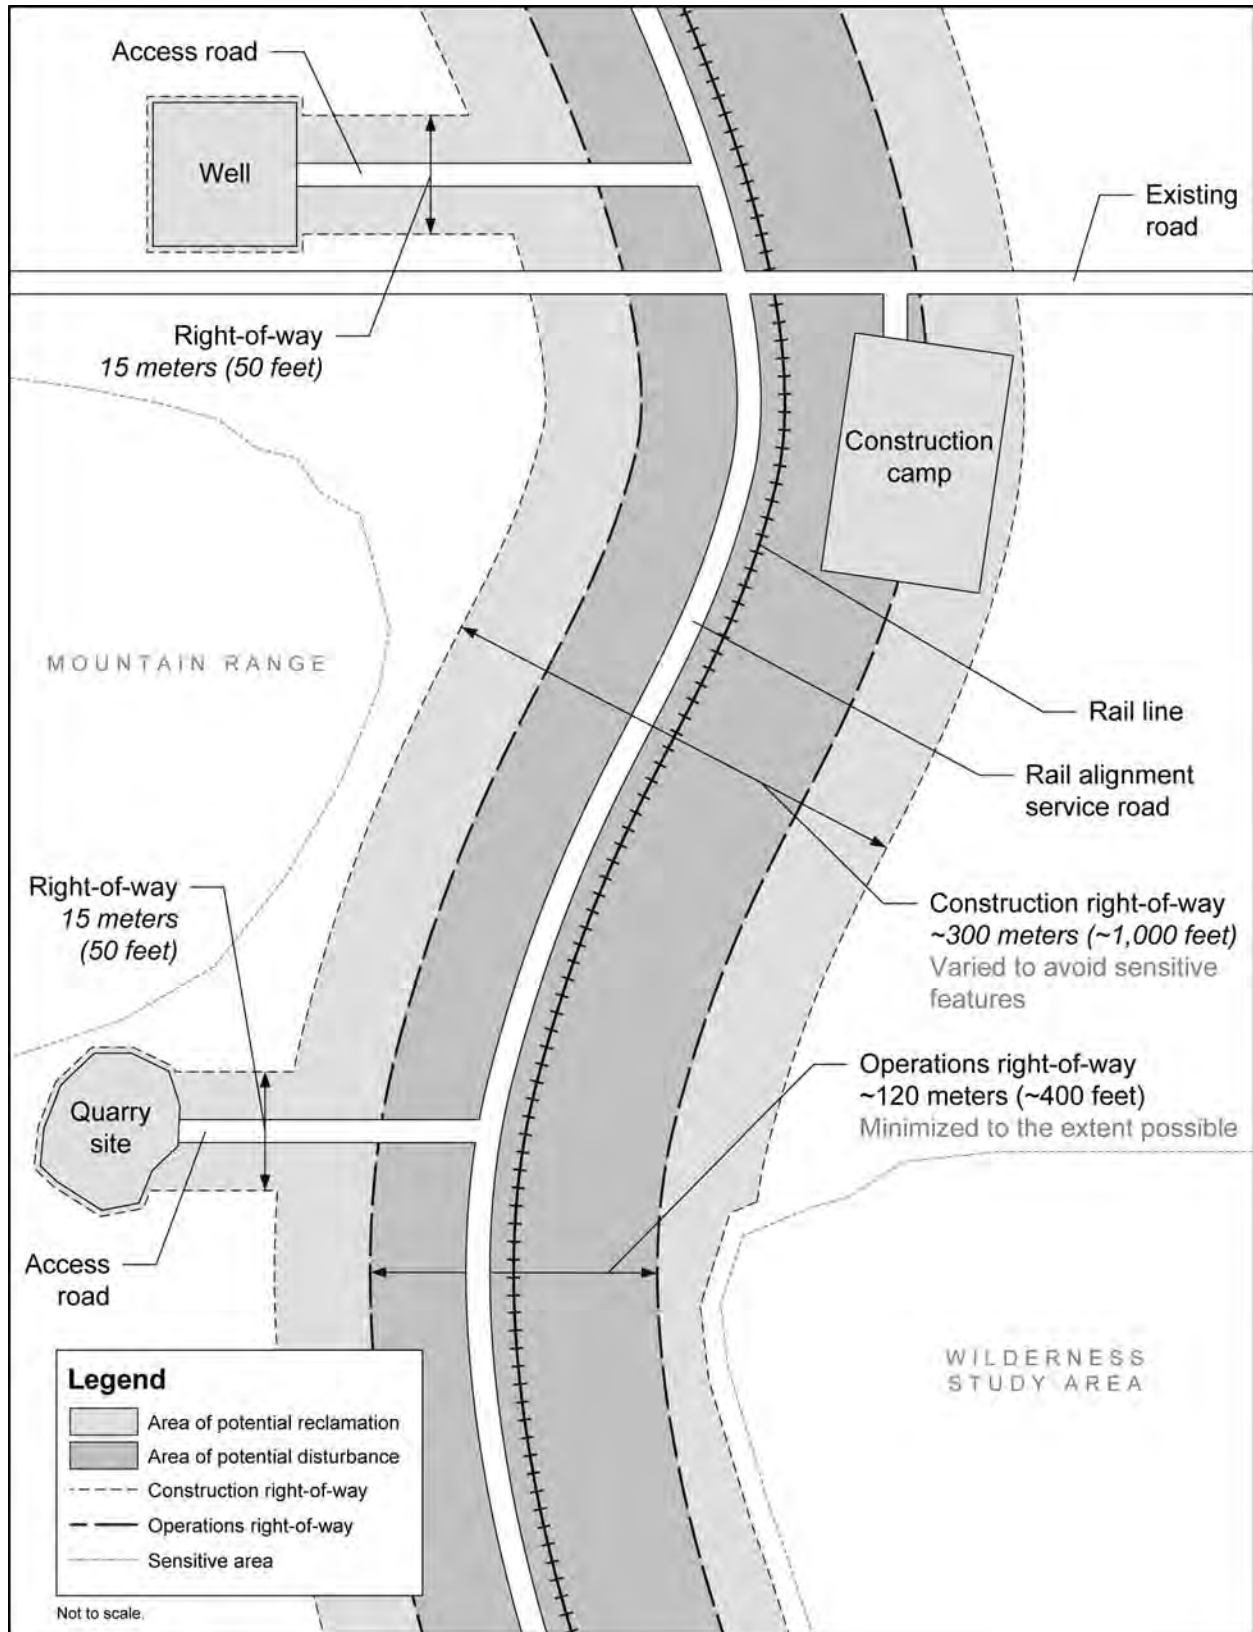 Access road
Well
Existing
road
Right-of-way
15 meters (50 feet)
Construction
camp
MOUNTAIN RANGE
Rail line
Rail alignment
service road
Right-of-way
15 meters
(50 feet)
Construction right-of-way
~300 meters (~1,000 feet)
Varied to avoid sensitive
features
Operations right-of-way
~120 meters (~400 feet)
Minimized to the extent possible
Quarry
site
Access
road
WILDERNESS
STUDY AREA
Legend
Area of potential reclamation
Area of potential disturbance
Construction right-of-way
Operations right-of-way
Sensitive area
Not to scale.